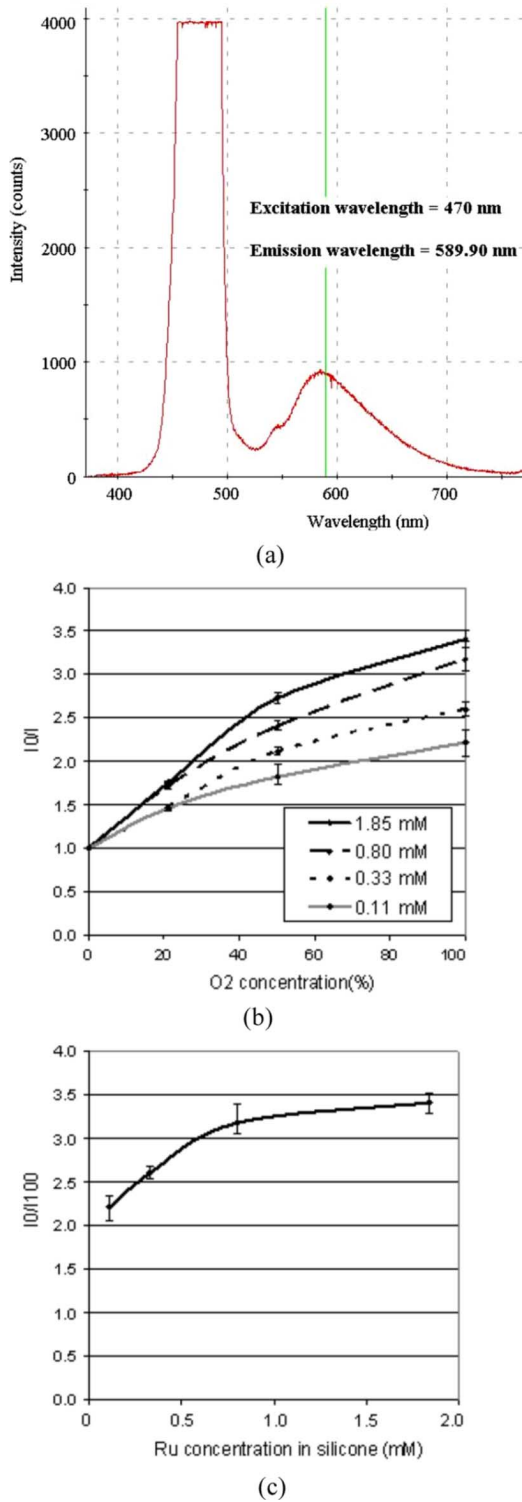 4000
3000
2000
1000
0
Intensity (counts)
Excitation wavelength = 470 nm
Emission wavelength = 589.90 nm
400 500 600 700
Wavelength (nm)
(a)
4.0
3.5
3.0
2.5
2.0
1.5
1.0
0.5
0.0
I0/I
1.85 mM
0.80 mM
0.33 mM
0.11 mM
0 20 40 60 80 100
O2 concentration(%)
(b)
4.0
3.5
3.0
2.5
2.0
1.5
1.0
0.5
0.0
I0/I100
0 0.5 1.0 1.5 2.0
Ru concentration in silicone (mM)
(c)